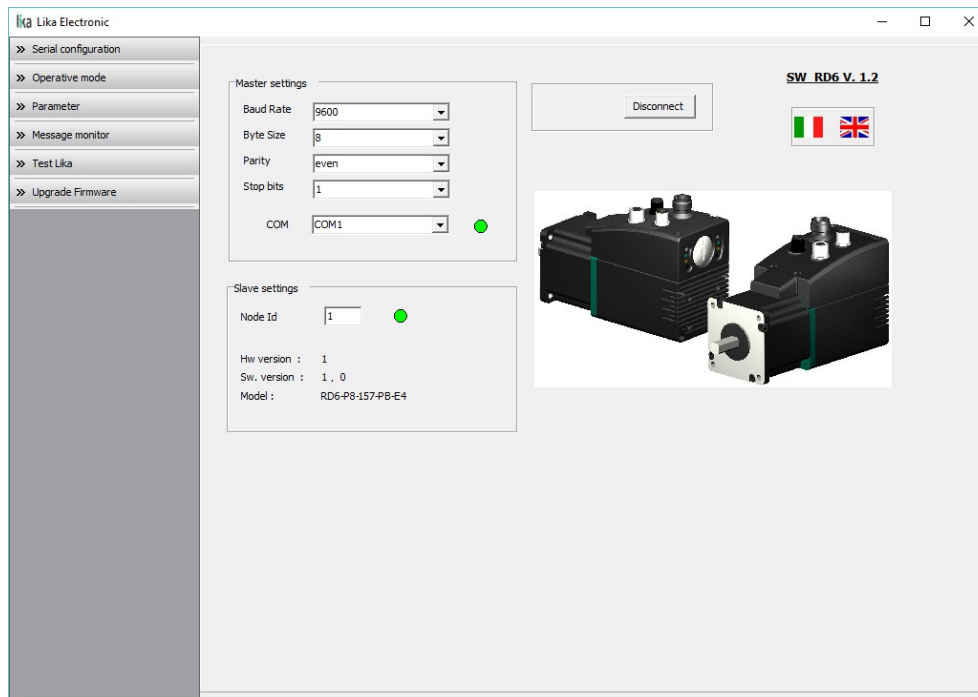 lika Lika Electronic
» Serial configuration
» Operative mode
» Parameter
» Message monitor
» Test Lika
» Upgrade Firmware
Master settings
Baud Rate 9600
Byte Size 8
Parity even
Stop bits 1
COM COM1
Disconnect
SW RD6 V. 1.2
Slave settings
Node Id 1
Hw version : 1
Sw. version : 1 , 0
Model : RD6-P8-157-PB-E4